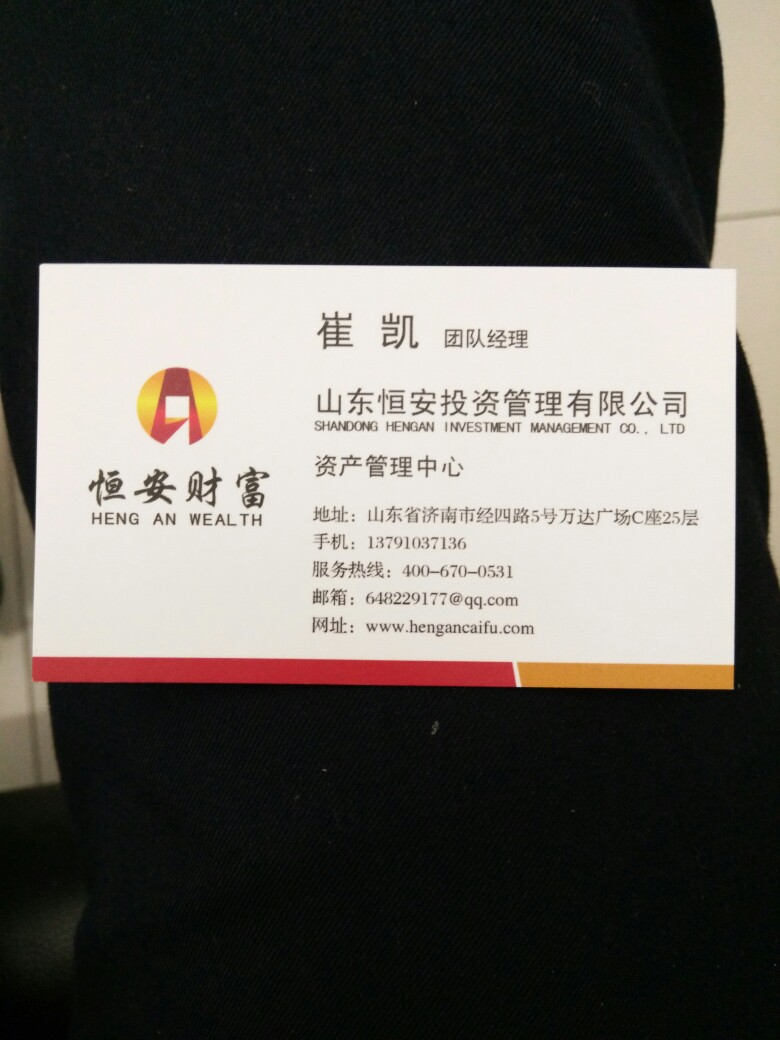 崔 凯 团队经理
山东恒安投资管理有限公司
SHANDONG HENGAN INVESTMENT MANAGEMENT CO., LTD
资产管理中心
恒安财富
HENG AN WEALTH
地址：山东省济南市经四路5号万达广场C座25层
手机：13791037136
服务热线：400-670-0531
邮箱：648229177@qq.com
网址：www.hengancaifu.com